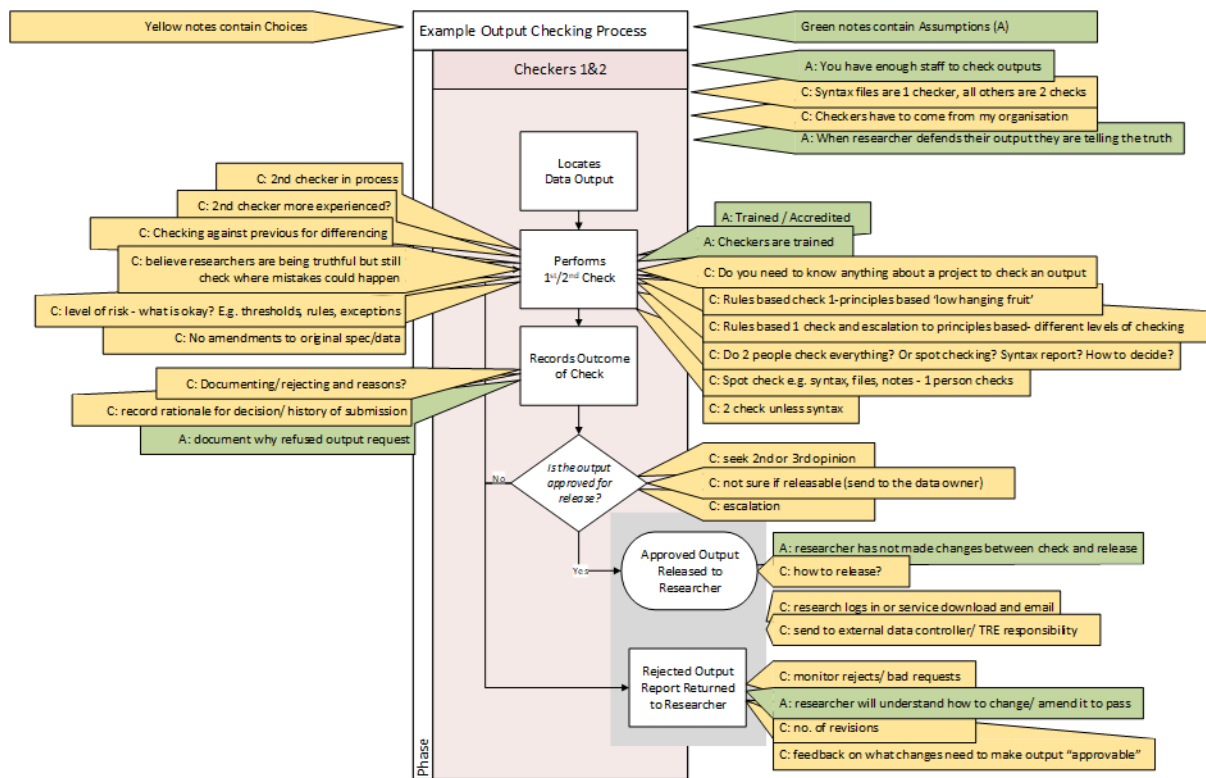 Yellow notes contain Choices
Example Output Checking Process
Green notes contain Assumptions (A)
Checkers 1&2
A: You have enough staff to check outputs
C: Syntax files are 1 checker, all others are 2 checks
C: Checkers have to come from my organisation
A: When researcher defends their output they are telling the truth
Locates
Data Output
C: 2nd checker in process
C: 2nd checker more experienced?
C: Checking against previous for differencing
C: believe researchers are being truthful but still
check where mistakes could happen
C: level of risk - what is okay? E.g. thresholds, rules, exceptions
C: No amendments to original spec/data
Performs
1st/2nd Check
A: Trained / Accredited
A: Checkers are trained
C: Do you need to know anything about a project to check an output
C: Rules based check 1-principles based ‘low hanging fruit’
C: Rules based 1 check and escalation to principles based- different levels of checking
C: Do 2 people check everything? Or spot checking? Syntax report? How to decide?
C: Spot check e.g. syntax, files, notes - 1 person checks
C: 2 check unless syntax
Records Outcome
of Check
C: Documenting/rejecting and reasons?
C: record rationale for decision/ history of submission
A: document why refused output request
Is the output
approved for
release?
No
Yes
C: seek 2nd or 3rd opinion
C: not sure if releasable (send to the data owner)
C: escalation
Approved Output
Released to
Researcher
A: researcher has not made changes between check and release
C: how to release?
C: research logs in or service download and email
C: send to external data controller/ TRE responsibility
Rejected Output
Report Returned
to Researcher
C: monitor rejects/ bad requests
A: researcher will understand how to change/ amend it to pass
C: no. of revisions
C: feedback on what changes need to make output “approvable”
Phase